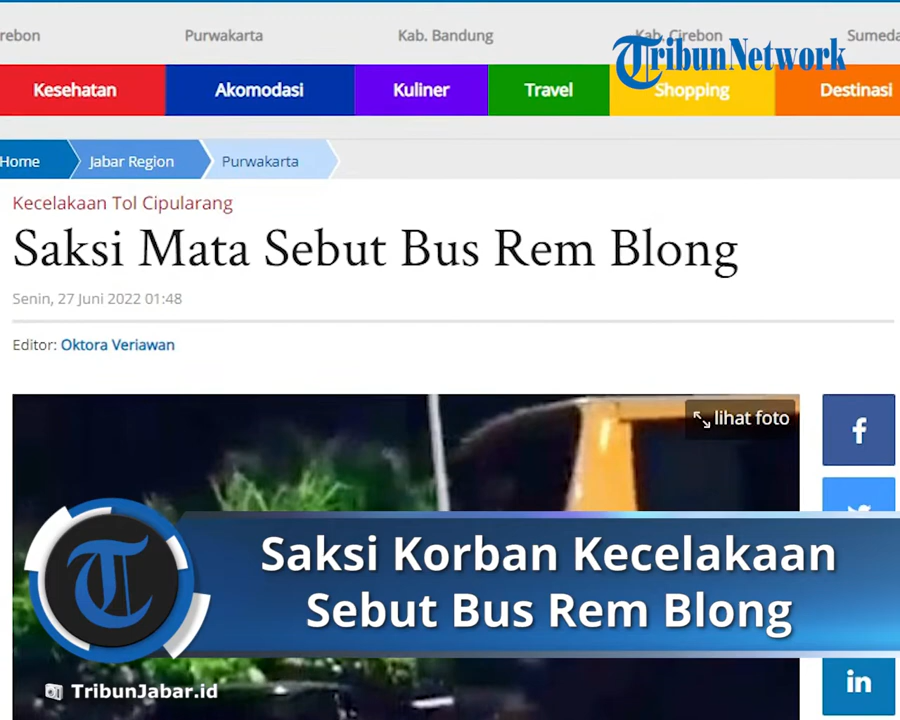 rebon Purwakarta Kab. Bandung Kab. Cirebon Sumeda
TribunNetwork
Kesehatan Akomodasi Kuliner Travel Shopping Destinasi
Home Jabar Region Purwakarta
Kecelakaan Tol Cipularang
Saksi Mata Sebut Bus Rem Blong
Senin, 27 Juni 2022 01:48
Editor: Oktora Veriawan
lihat foto
f
Saksi Korban Kecelakaan
Sebut Bus Rem Blong
T
TribunJabar.id
in